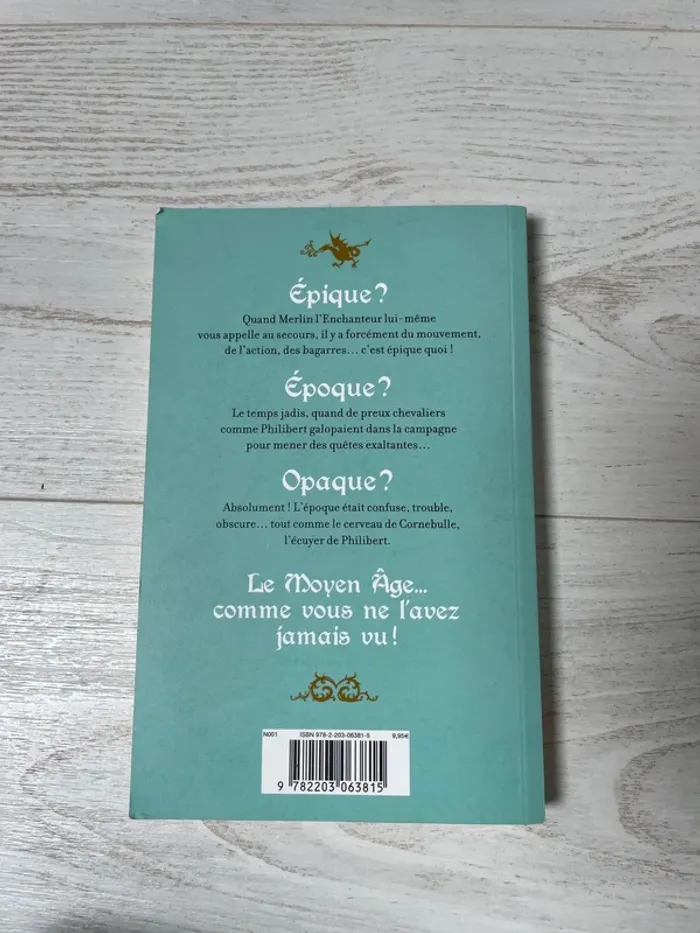 Épique ?
Quand Merlin l'Enchanteur lui-même
vous appelle au secours, il y a forcément du mouvement,
de l'action, des bagarres... c'est épique quoi !
Époque ?
Le temps jadis, quand de preux chevaliers
comme Philibert galopaient dans la campagne
pour mener des quêtes exaltantes...
Opaque ?
Absolument ! L'époque était confuse, trouble,
obscure... tout comme le cerveau de Cornebulle,
l'écuyer de Philibert.
Le Moyen Âge...
comme vous ne l'avez
jamais vu !
N001 ISBN 978-2-203-06381-5 9,95€
9 782203 063815